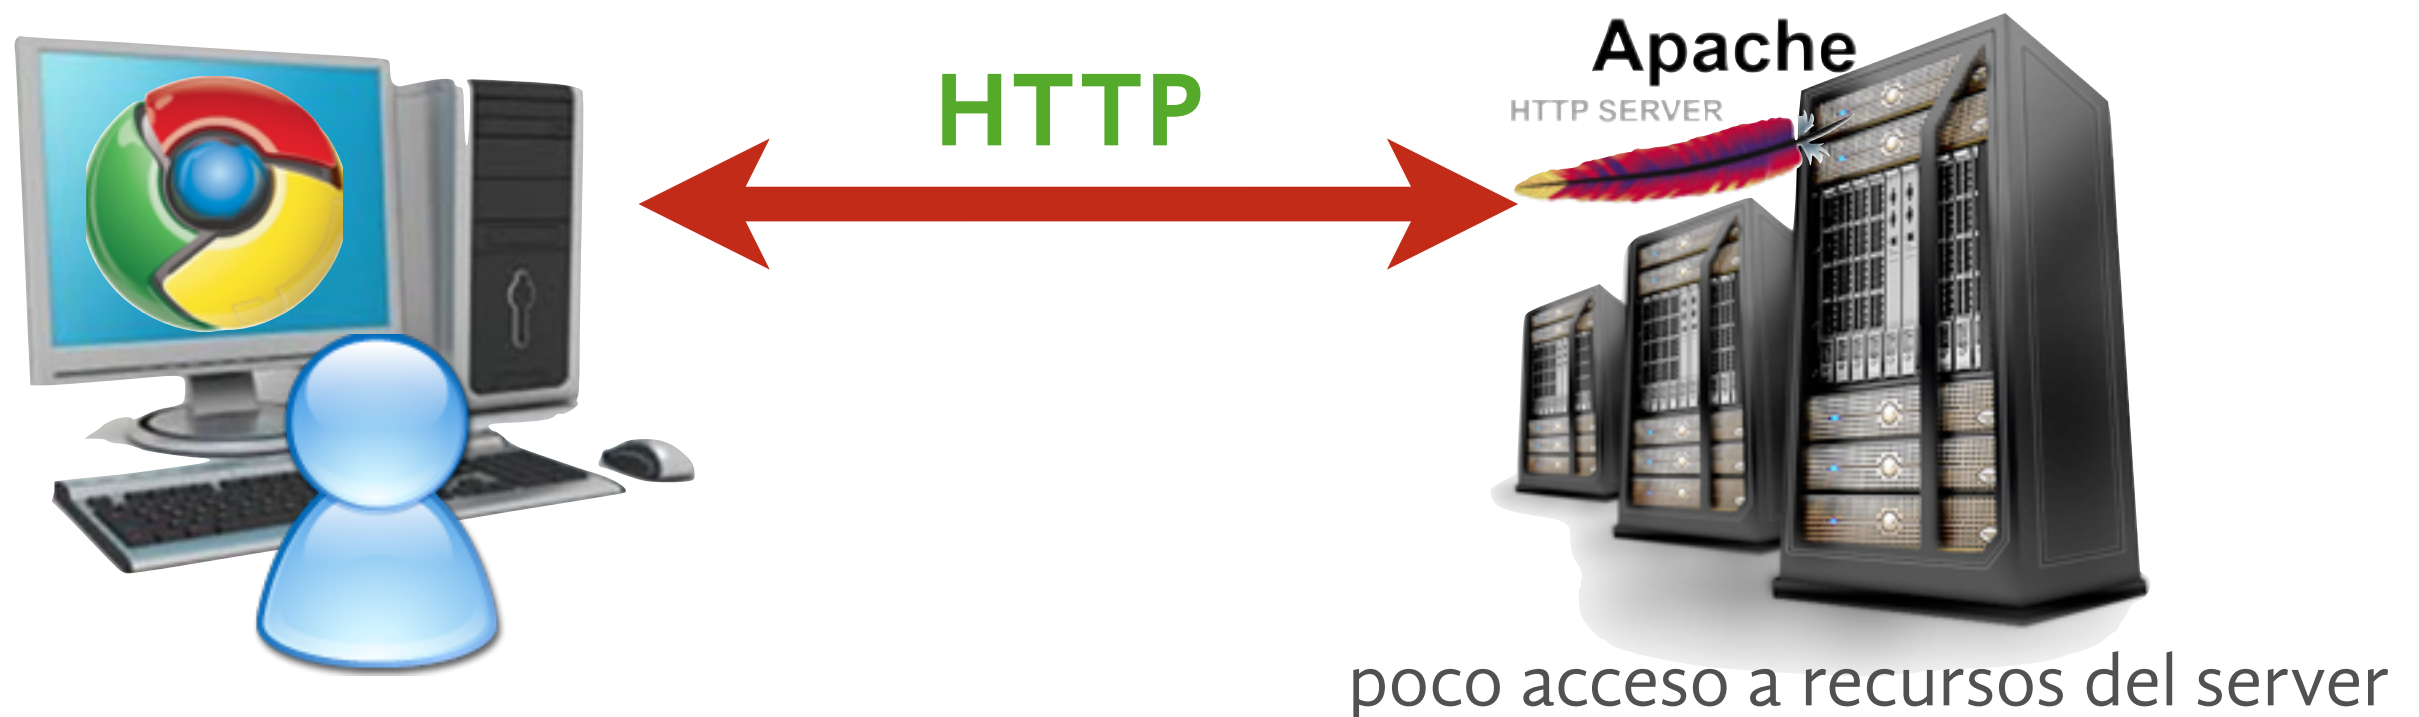 HTTP
Apache
HTTP SERVER
poco acceso a recursos del server